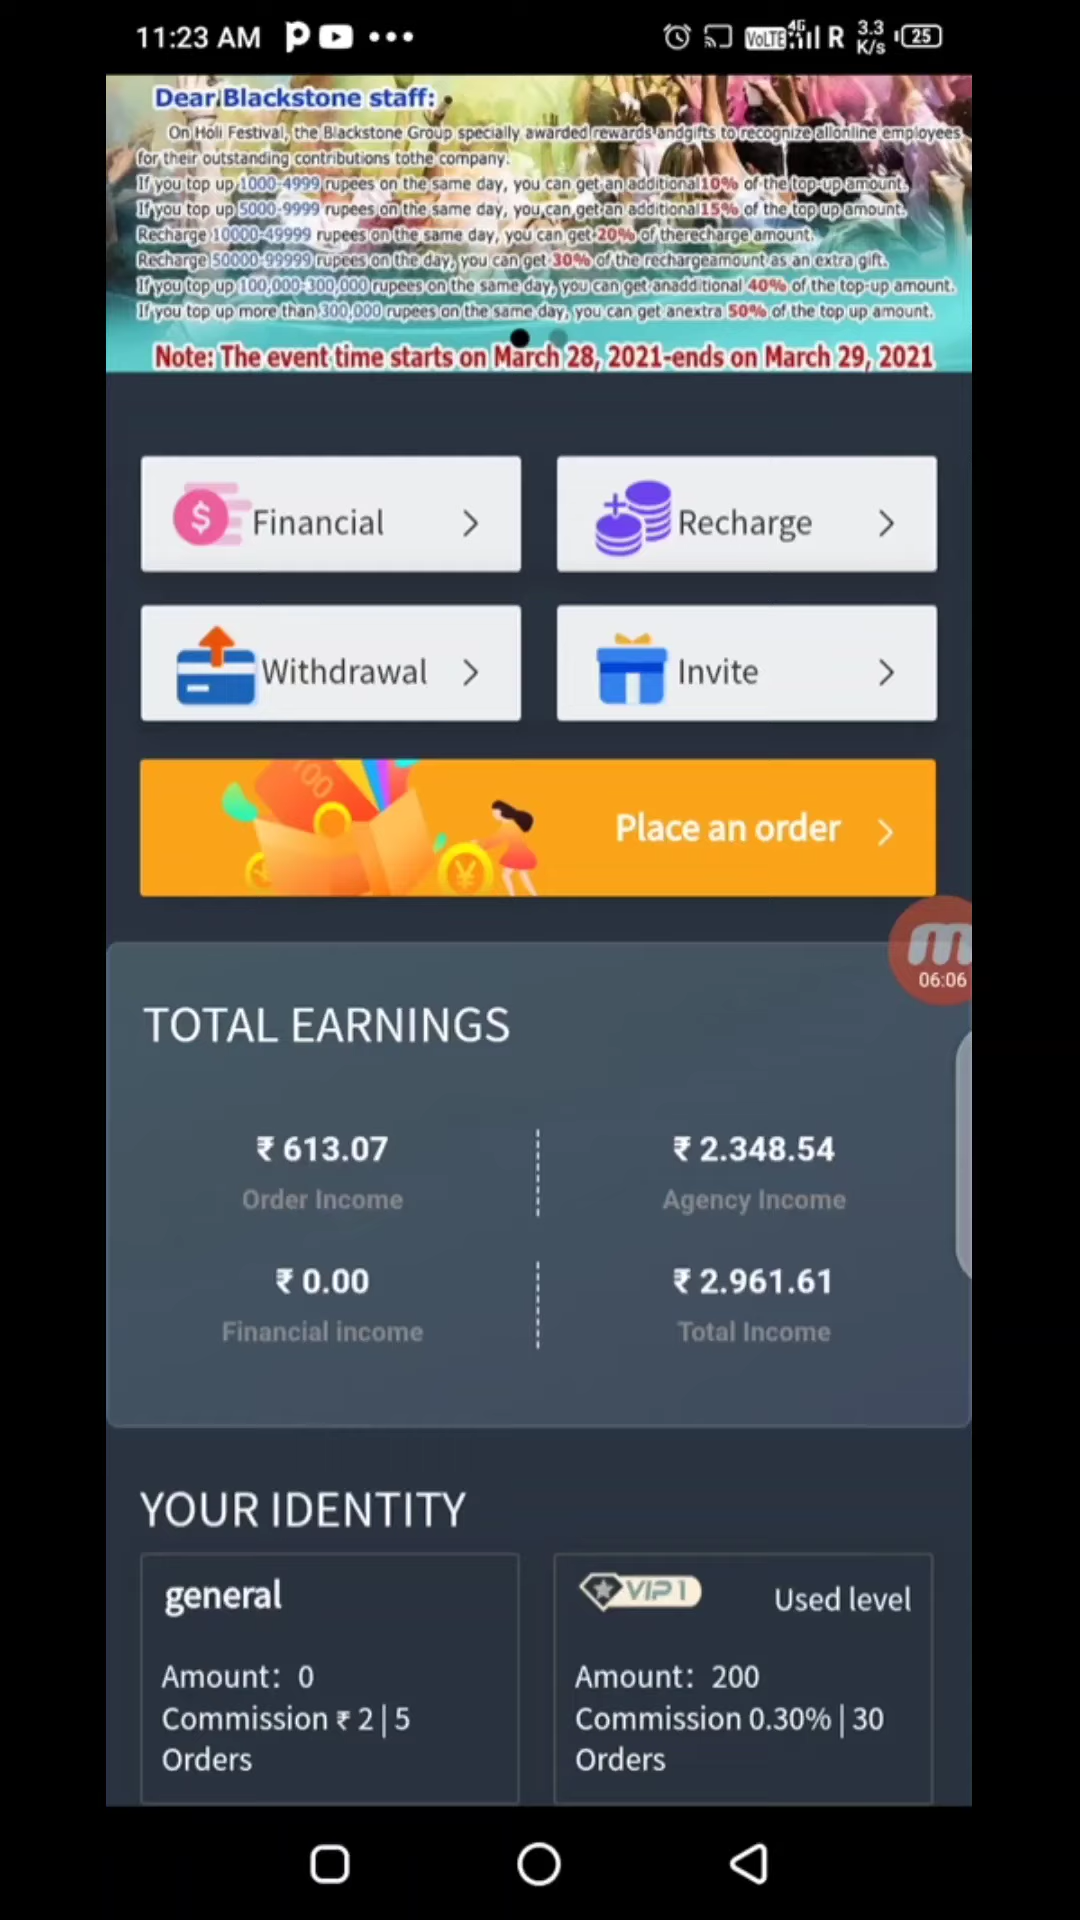 11:23 AM
VoLTE 4G R 3.3 K/s 25
Dear Blackstone staff:
On Holi Festival, the Blackstone Group specially awarded rewards andgifts to recognize allonline employees
for their outstanding contributions tothe company.
If you top up 1000-4999 rupees on the same day, you can get an additional10% of the top-up amount.
If you top up 5000-9999 rupees on the same day, you can get an additional15% of the top up amount.
Recharge 10000-49999 rupees on the same day, you can get 20% of therecharge amount.
Recharge 50000-99999 rupees on the day, you can get 30% of the rechargeamount as an extra gift.
If you top up 100,000-300,000 rupees on the same day, you can get anadditional 40% of the top-up amount.
If you top up more than 300,000 rupees on the same day, you can get anextra 50% of the top up amount.
Note: The event time starts on March 28, 2021-ends on March 29, 2021
Financial
Recharge
Withdrawal
Invite
100
Place an order
¥
06:06
TOTAL EARNINGS
₹ 613.07
₹ 2.348.54
Order Income
Agency Income
₹ 0.00
₹ 2.961.61
Financial income
Total Income
YOUR IDENTITY
general
VIP1
Used level
Amount: 0
Commission ₹ 2 | 5
Orders
Amount: 200
Commission 0.30% | 30
Orders